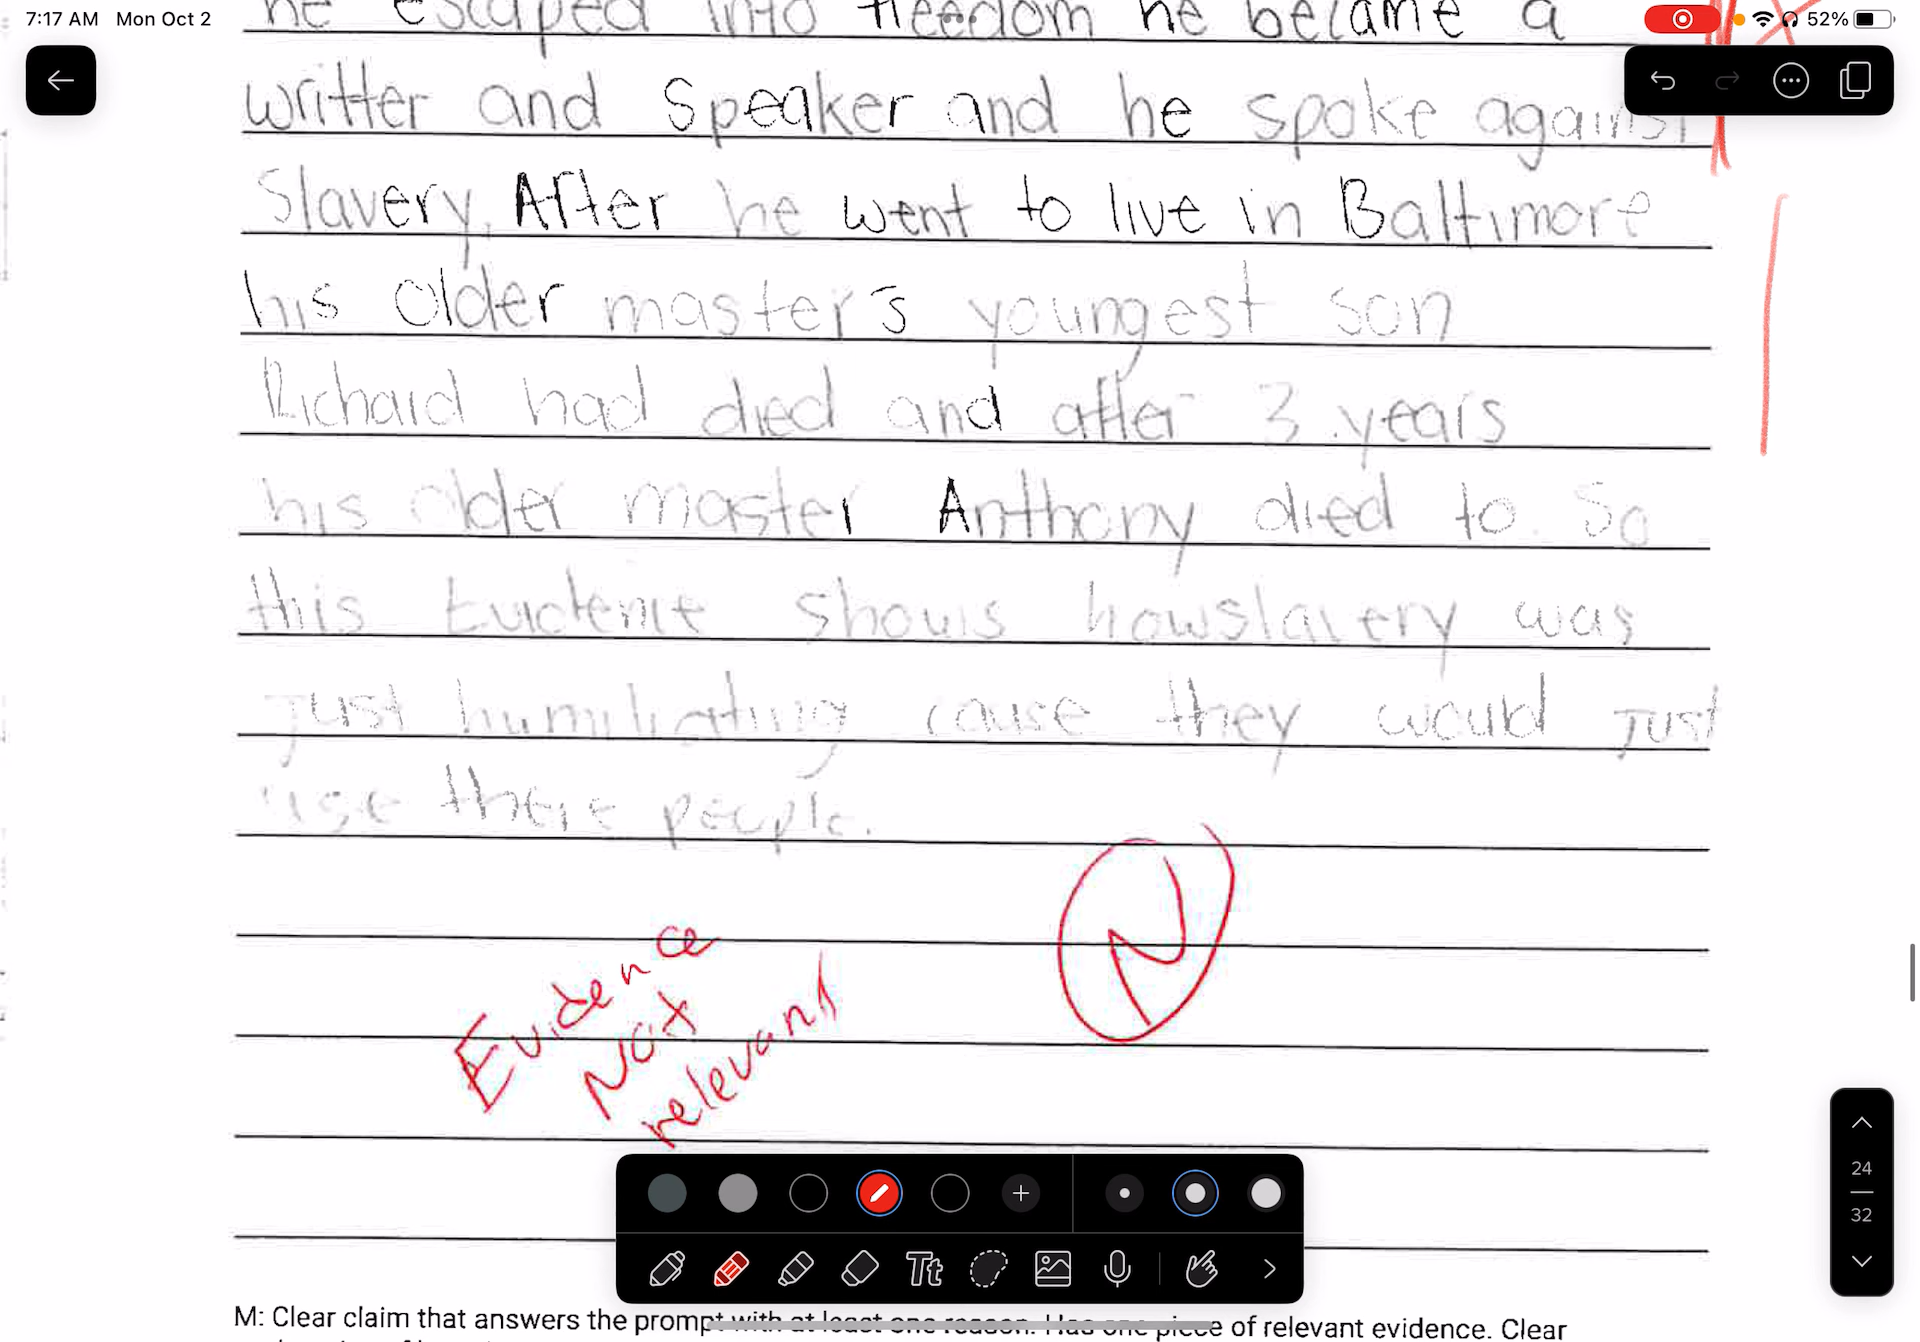 7:17 AM Mon Oct 2
52%
he escaped into freedom he became a
writter and Speaker and he spoke against
Slavery. After he went to live in Baltimore
his older master's youngest son
Richard had died and after 3 years
his older master Anthony died to. So
this Evidence shows howslavery was
just humiliating cause they would just
use there people.
N
Evidence
Not
relevant
24
32
Tt
M: Clear claim that answers the prompt with at least one reason. Has one piece of relevant evidence. Clear